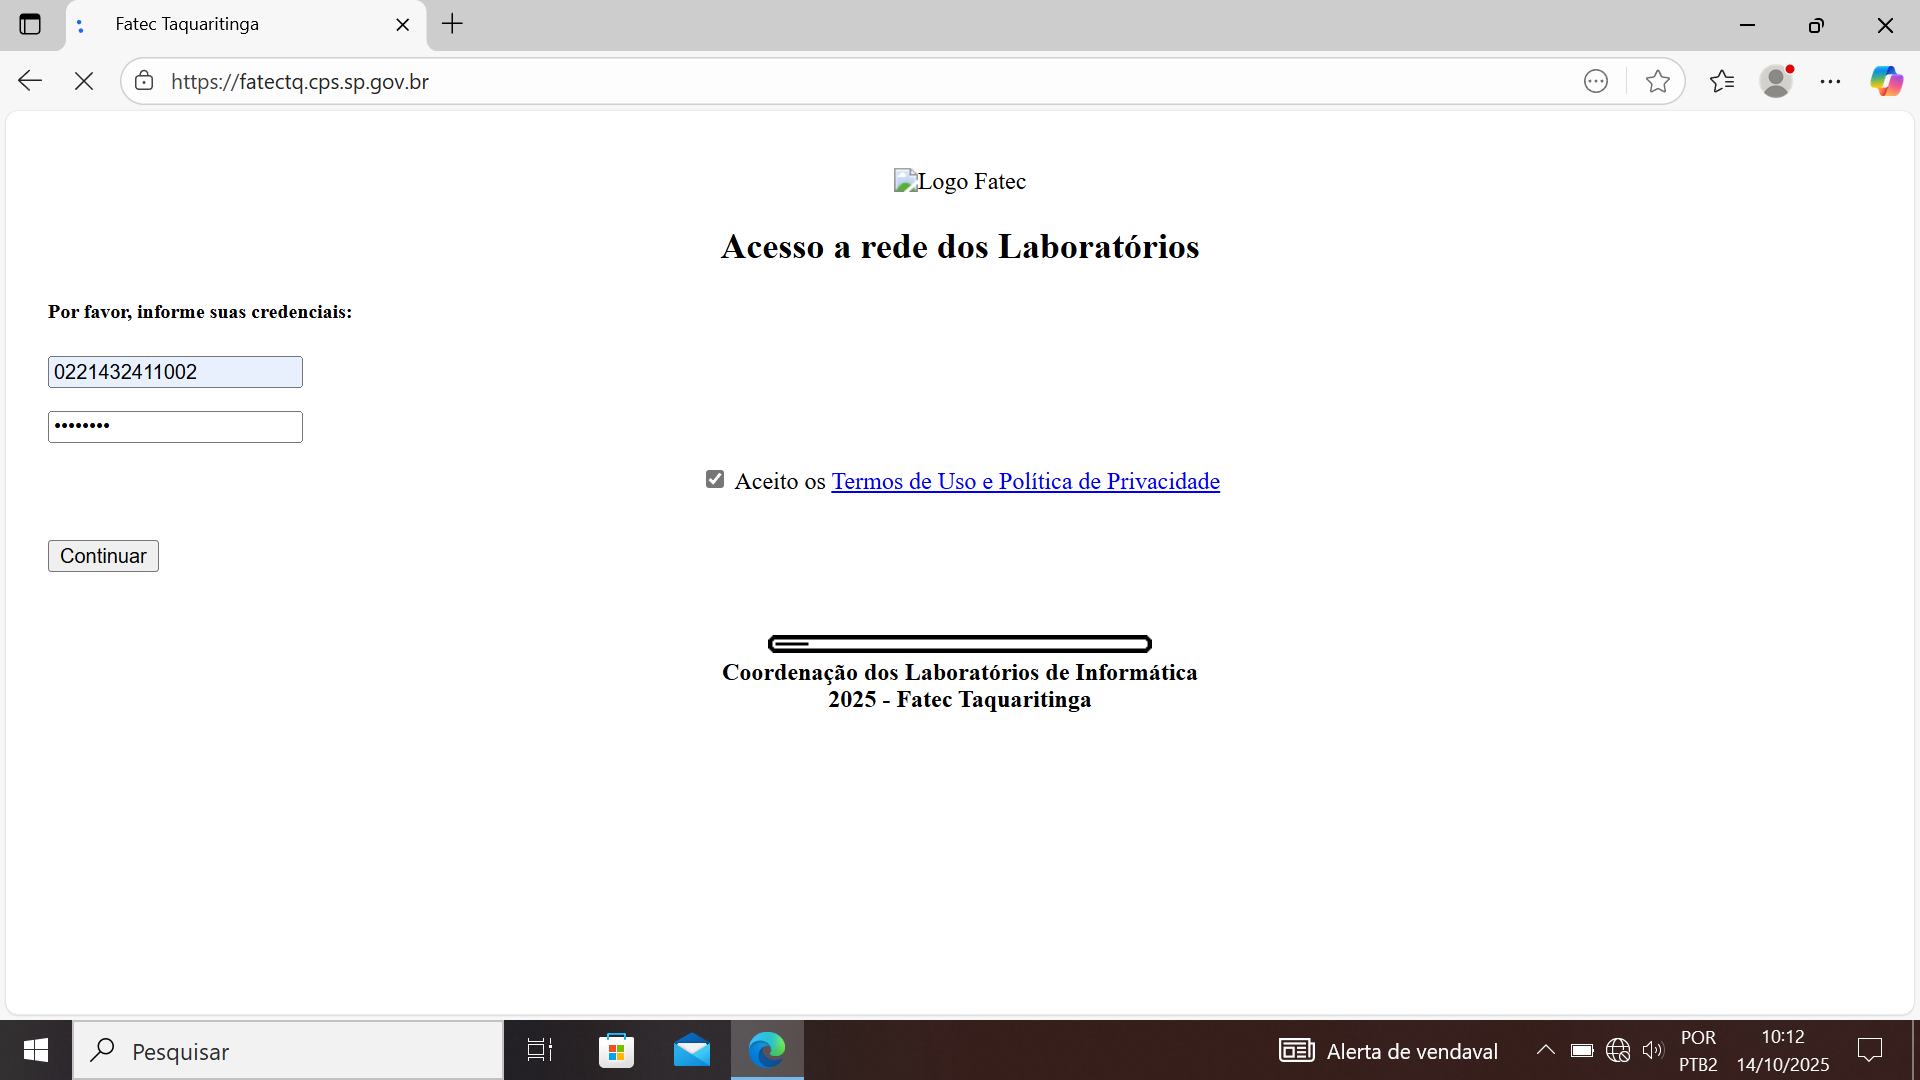 Fatec Taquaritinga
https://fatectq.cps.sp.gov.br
Logo Fatec
Acesso a rede dos Laboratórios
Por favor, informe suas credenciais:
0221432411002
••••••••
Aceito os Termos de Uso e Política de Privacidade
Continuar
Coordenação dos Laboratórios de Informática
2025 - Fatec Taquaritinga
Pesquisar
Alerta de vendaval
POR
PTB2
10:12
14/10/2025